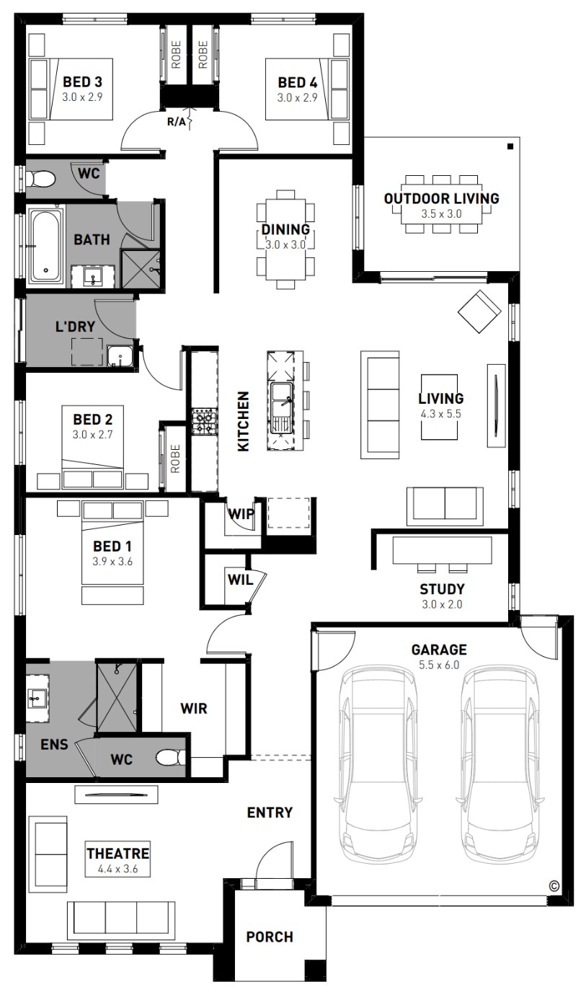 ROBE
ROBE
BED 3
3.0 x 2.9
BED 4
3.0 x 2.9
R/A
WC
OUTDOOR LIVING
3.5 x 3.0
DINING
3.0 x 3.0
BATH
L'DRY
KITCHEN
LIVING
4.3 x 5.5
BED 2
3.0 x 2.7
ROBE
WIP
BED 1
3.9 x 3.6
WIL
STUDY
3.0 x 2.0
GARAGE
5.5 x 6.0
WIR
ENS
WC
ENTRY
THEATRE
4.4 x 3.6
©
PORCH